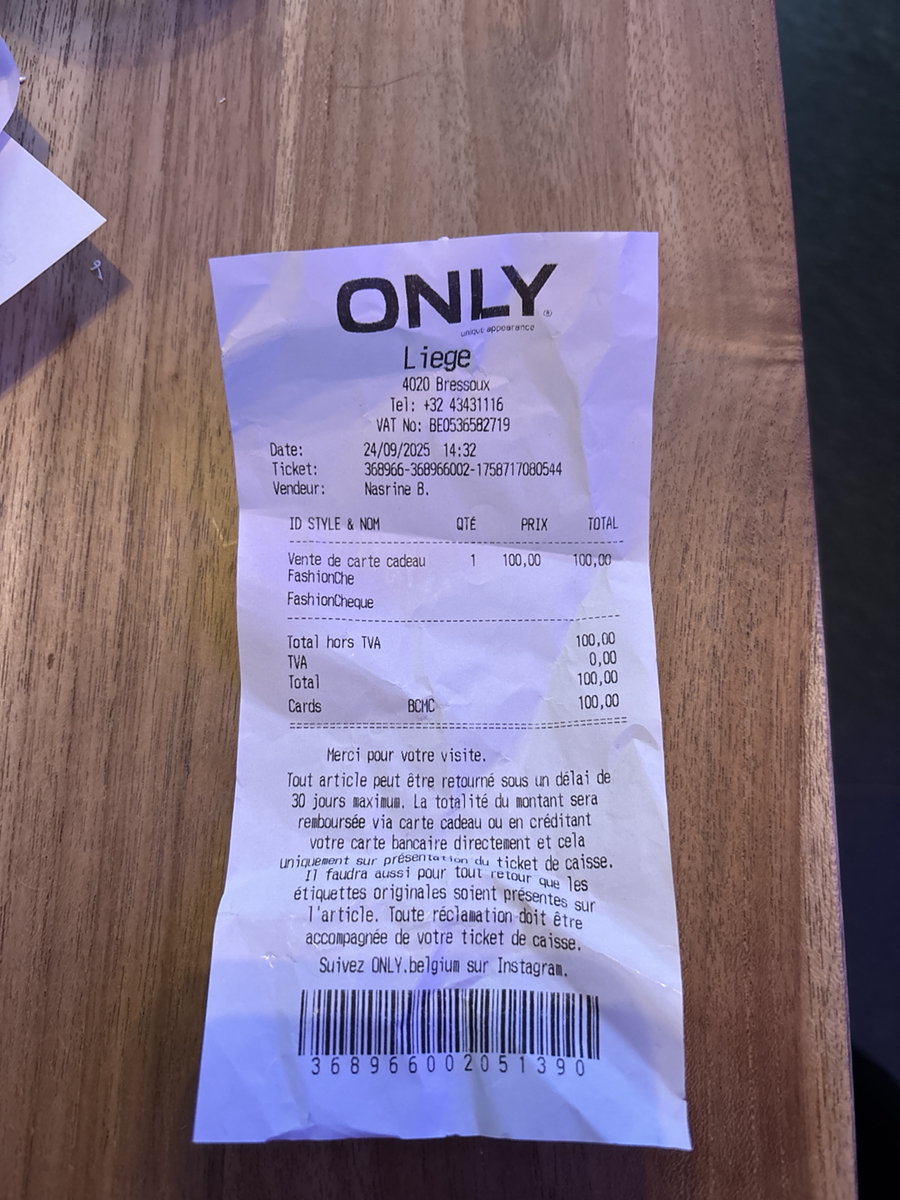 ONLY®
unique appearance
Liege
4020 Bressoux
Tel: +32 43431116
VAT No: BE0536582719
Date: 24/09/2025 14:32
Ticket: 368966-368966002-1758717080544
Vendeur: Nasrine B.
ID STYLE & NOM QTÉ PRIX TOTAL
Vente de carte cadeau 1 100,00 100,00
FashionChe
FashionCheque
Total hors TVA 100,00
TVA 0,00
Total 100,00
Cards BCMC 100,00
Merci pour votre visite.
Tout article peut être retourné sous un délai de
30 jours maximum. La totalité du montant sera
remboursée via carte cadeau ou en créditant
votre carte bancaire directement et cela
uniquement sur présentation du ticket de caisse.
Il faudra aussi pour tout retour que les
étiquettes originales soient présentes sur
l'article. Toute réclamation doit être
accompagnée de votre ticket de caisse.
Suivez ONLY.belgium sur Instagram.
368966002051390